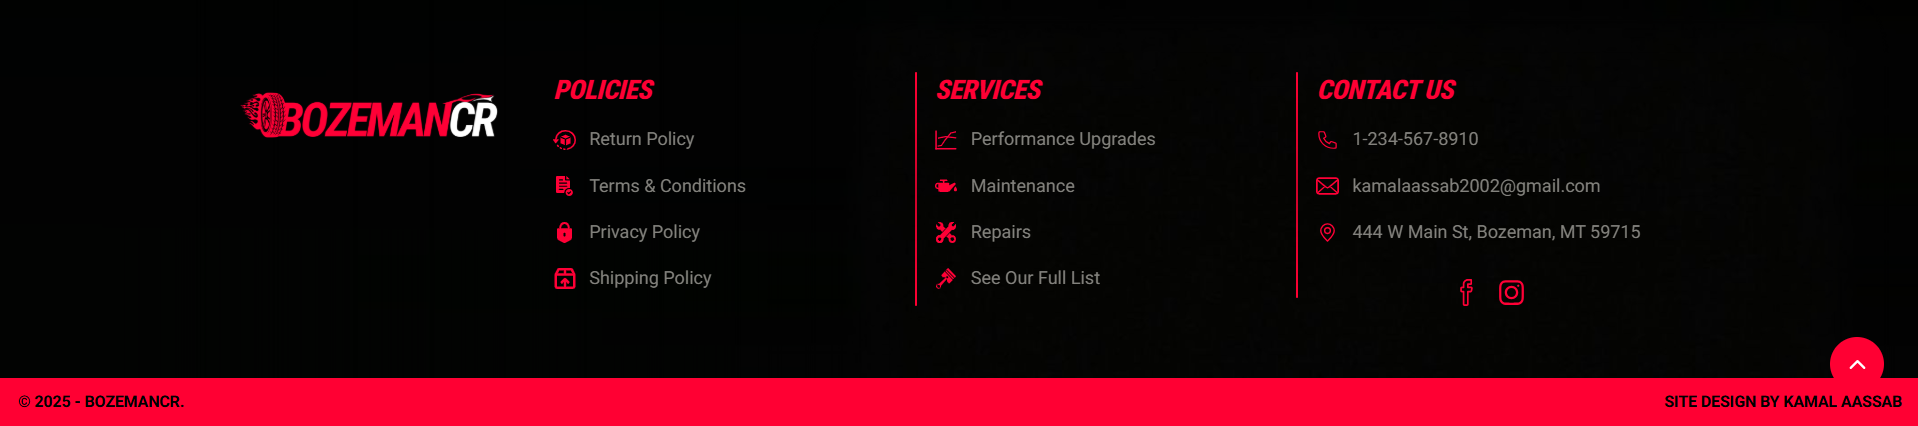 BOZEMANCR
POLICIES
Return Policy
Terms & Conditions
Privacy Policy
Shipping Policy
SERVICES
Performance Upgrades
Maintenance
Repairs
See Our Full List
CONTACT US
1-234-567-8910
kamalaassab2002@gmail.com
444 W Main St, Bozeman, MT 59715
© 2025 - BOZEMANCR.
SITE DESIGN BY KAMAL AASSAB